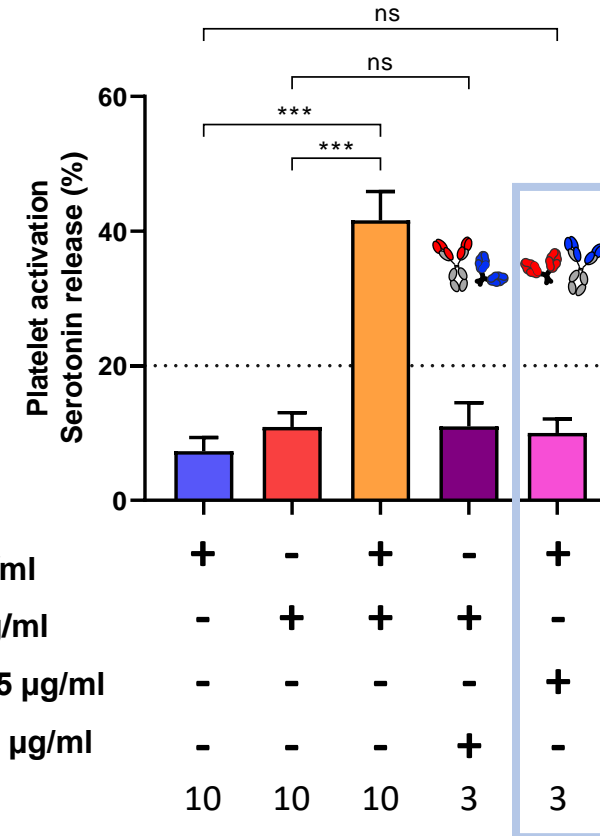 ns
ns
***
***
Platelet activation
Serotonin release (%)
60
40
20
0
/ml + - + - +
/ml - + + + -
5 µg/ml - - - - +
µg/ml - - - + -
10 10 10 3 3